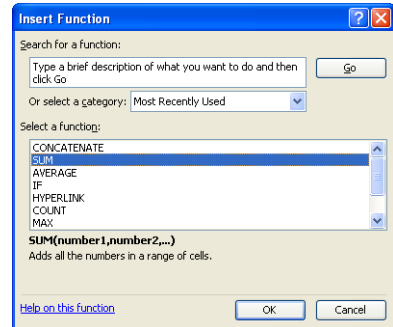 Insert Function
Search for a function:
Type a brief description of what you want to do and then
click Go
Go
Or select a category: Most Recently Used
Select a function:
CONCATENATE
SUM
AVERAGE
IF
HYPERLINK
COUNT
MAX
SUM(number1,number2,...)
Adds all the numbers in a range of cells.
Help on this function
OK
Cancel